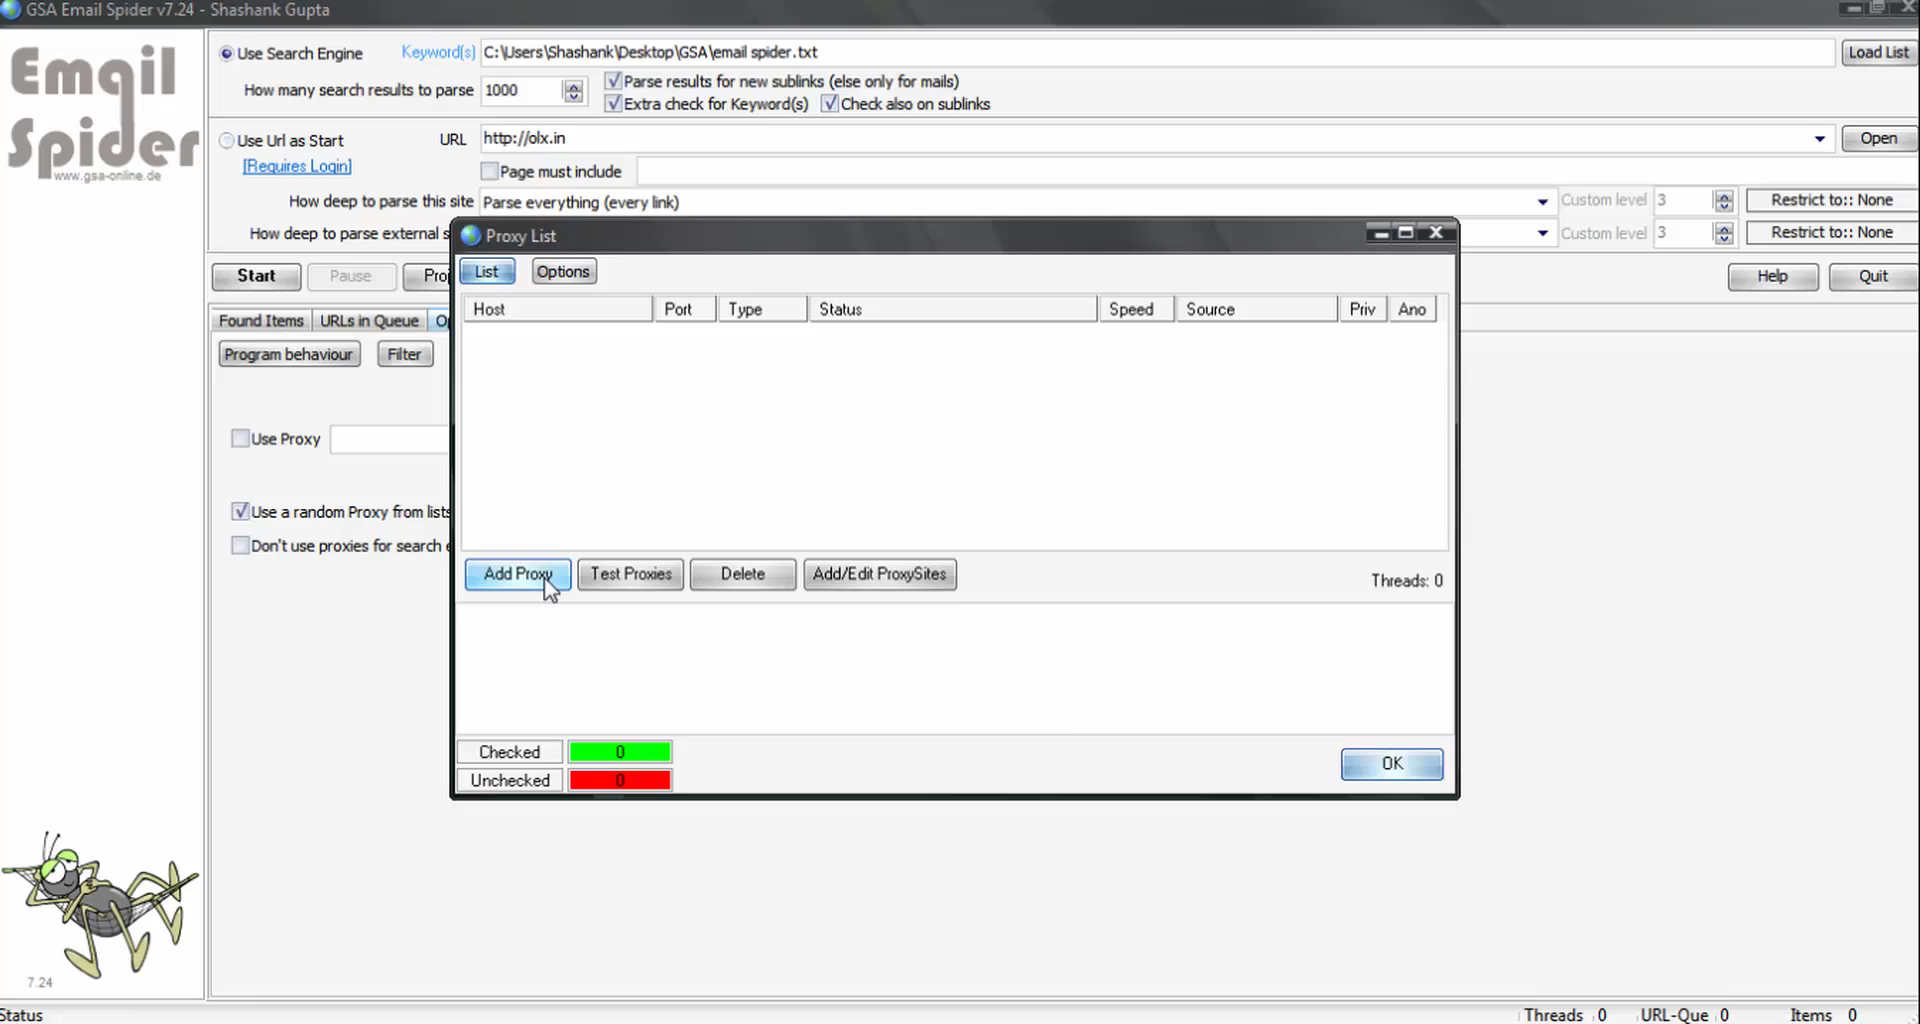 GSA Email Spider v7.24 - Shashank Gupta
Email
Spider
www.gsa-online.de
Use Search Engine Keyword(s) C:\Users\Shashank\Desktop\GSA\email spider.txt Load List
How many search results to parse 1000 Parse results for new sublinks (else only for mails)
Extra check for Keyword(s) Check also on sublinks
Use Url as Start URL http://olx.in Open
[Requires Login] Page must include
How deep to parse this site Parse everything (every link) Custom level 3 Restrict to:: None
How deep to parse external s Custom level 3 Restrict to:: None
Proxy List
Start Pause Help Quit
List Options
Host Port Type Status Speed Source Priv Ano
Found Items URLs in Queue
Program behaviour Filter
Use Proxy
Use a random Proxy from lists
Don't use proxies for search
Add Proxy Test Proxies Delete Add/Edit ProxySites Threads: 0
Checked 0
Unchecked 0
OK
7.24
Status Threads 0 URL-Que 0 Items 0